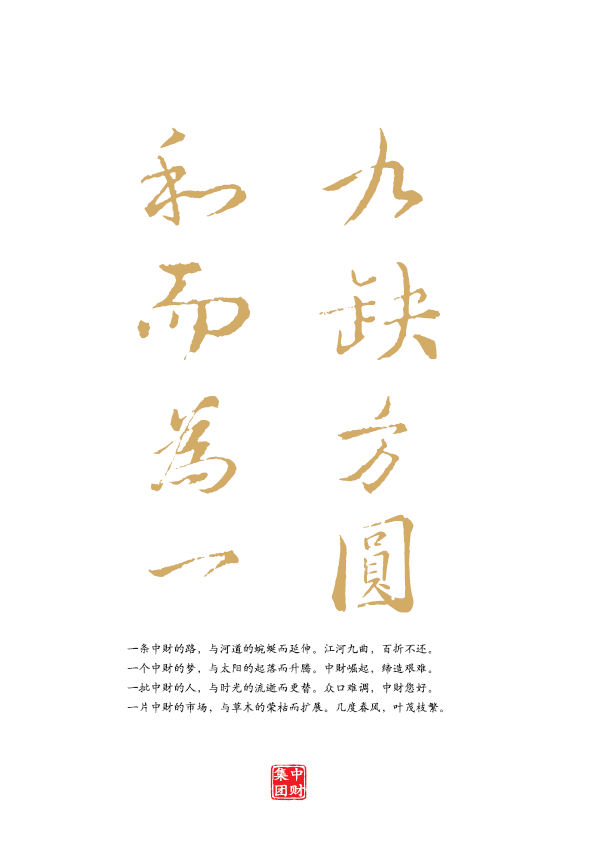 九缺方圓
和而為一
一条中财的路，与河道的蜿蜒而延伸。江河九曲，百折不还。
一个中财的梦，与太阳的起落而升腾。中财崛起，缔造艰难。
一批中财的人，与时光的流逝而更替。众口难调，中财您好。
一片中财的市场，与草木的荣枯而扩展。几度春风，叶茂枝繁。
中财
集团